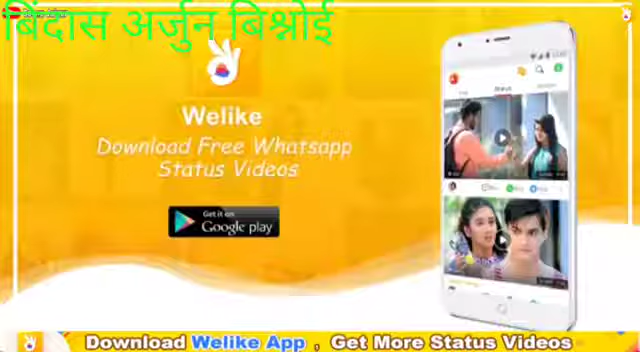 बिंदास अर्जुन बिश्नोई
Welike
Download Free Whatsapp
Status Videos
Get it on
Google play
Status
Download Welike App , Get More Status Videos